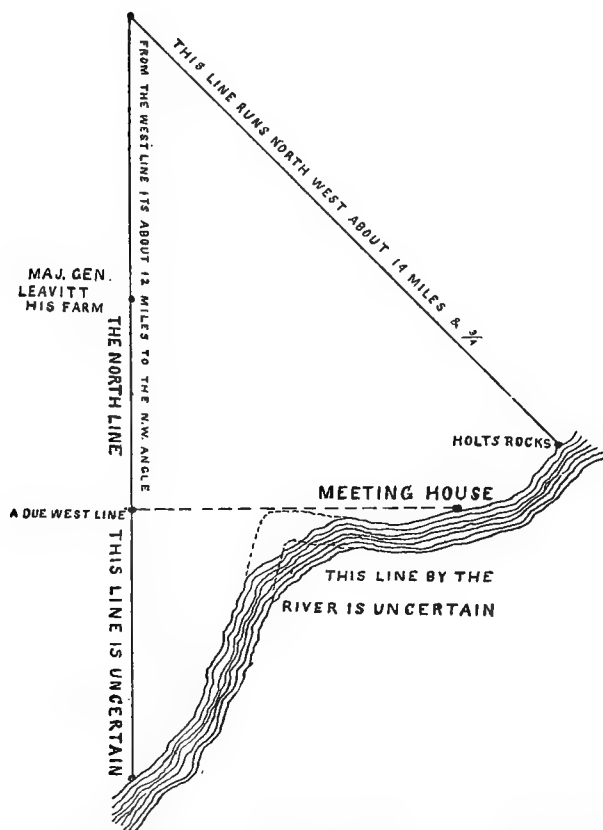 THIS LINE RUNS NORTH WEST ABOUT 14 MILES & 3/4
FROM THE WEST LINE ITS ABOUT 12 MILES TO THE N.W. ANGLE
MAJ. GEN.
LEAVITT
HIS FARM
THE NORTH LINE
HOLTS ROCKS
MEETING HOUSE
A DUE WEST LINE
THIS LINE BY THE
RIVER IS UNCERTAIN
THIS LINE IS UNCERTAIN